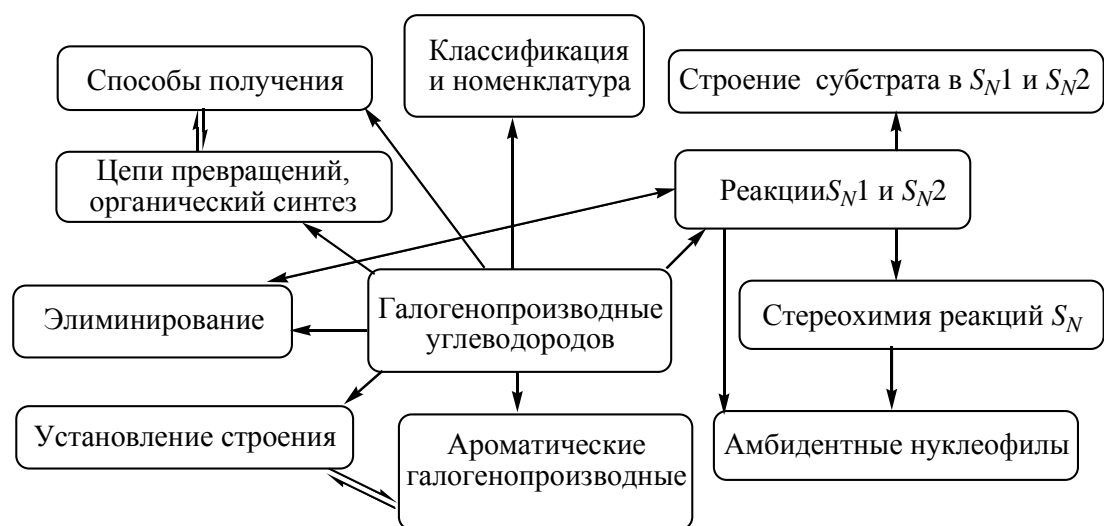 Классификация
и номенклатура
Способы получения
Строение субстрата в SN1 и SN2
Цепи превращений,
органический синтез
РеакцииSN1 и SN2
Элиминирование
Галогенопроизводные
углеводородов
Стереохимия реакций SN
Установление строения
Ароматические
галогенопроизводные
Амбидентные нуклеофилы